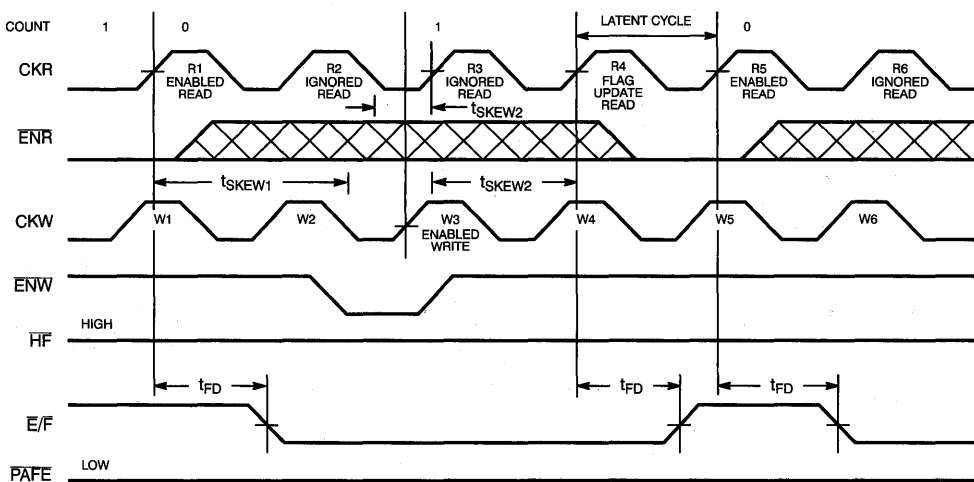 COUNT 1 0 1 LATENT CYCLE 0
CKR
R1 ENABLED READ
R2 IGNORED READ
R3 IGNORED READ
R4 FLAG UPDATE READ
R5 ENABLED READ
R6 IGNORED READ
tSKEW2
ENR
tSKEW1 tSKEW2
CKW
W1
W2
W3 ENABLED WRITE
W4
W5
W6
ENW
HIGH
HF
tFD tFD tFD
E/F
LOW
PAFE